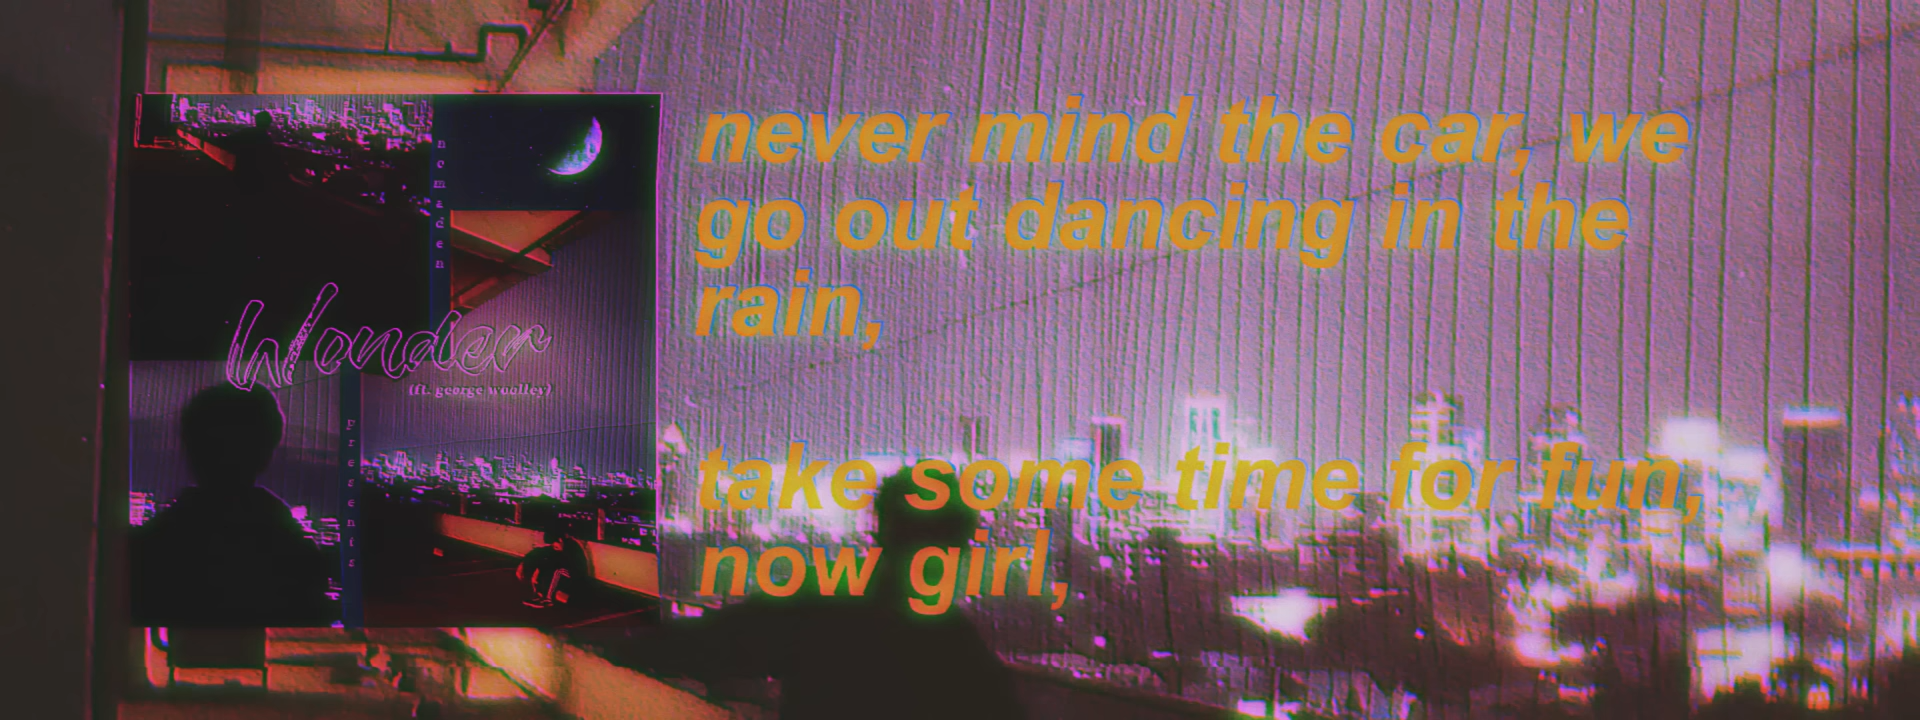 nomaden
Wonder
(ft. george woolley)
presents
never mind the car, we
go out dancing in the
rain,
take some time for fun,
now girl,